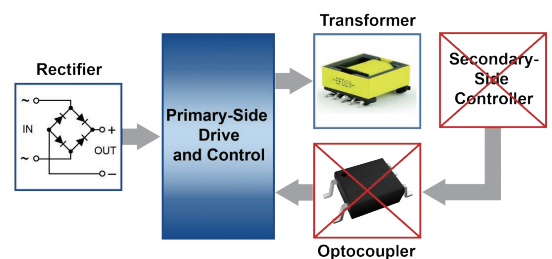 Transformer
Rectifier
Secondary-
Side
Controller
~
+
IN
OUT
~
−
Primary-Side
Drive
and Control
Optocoupler